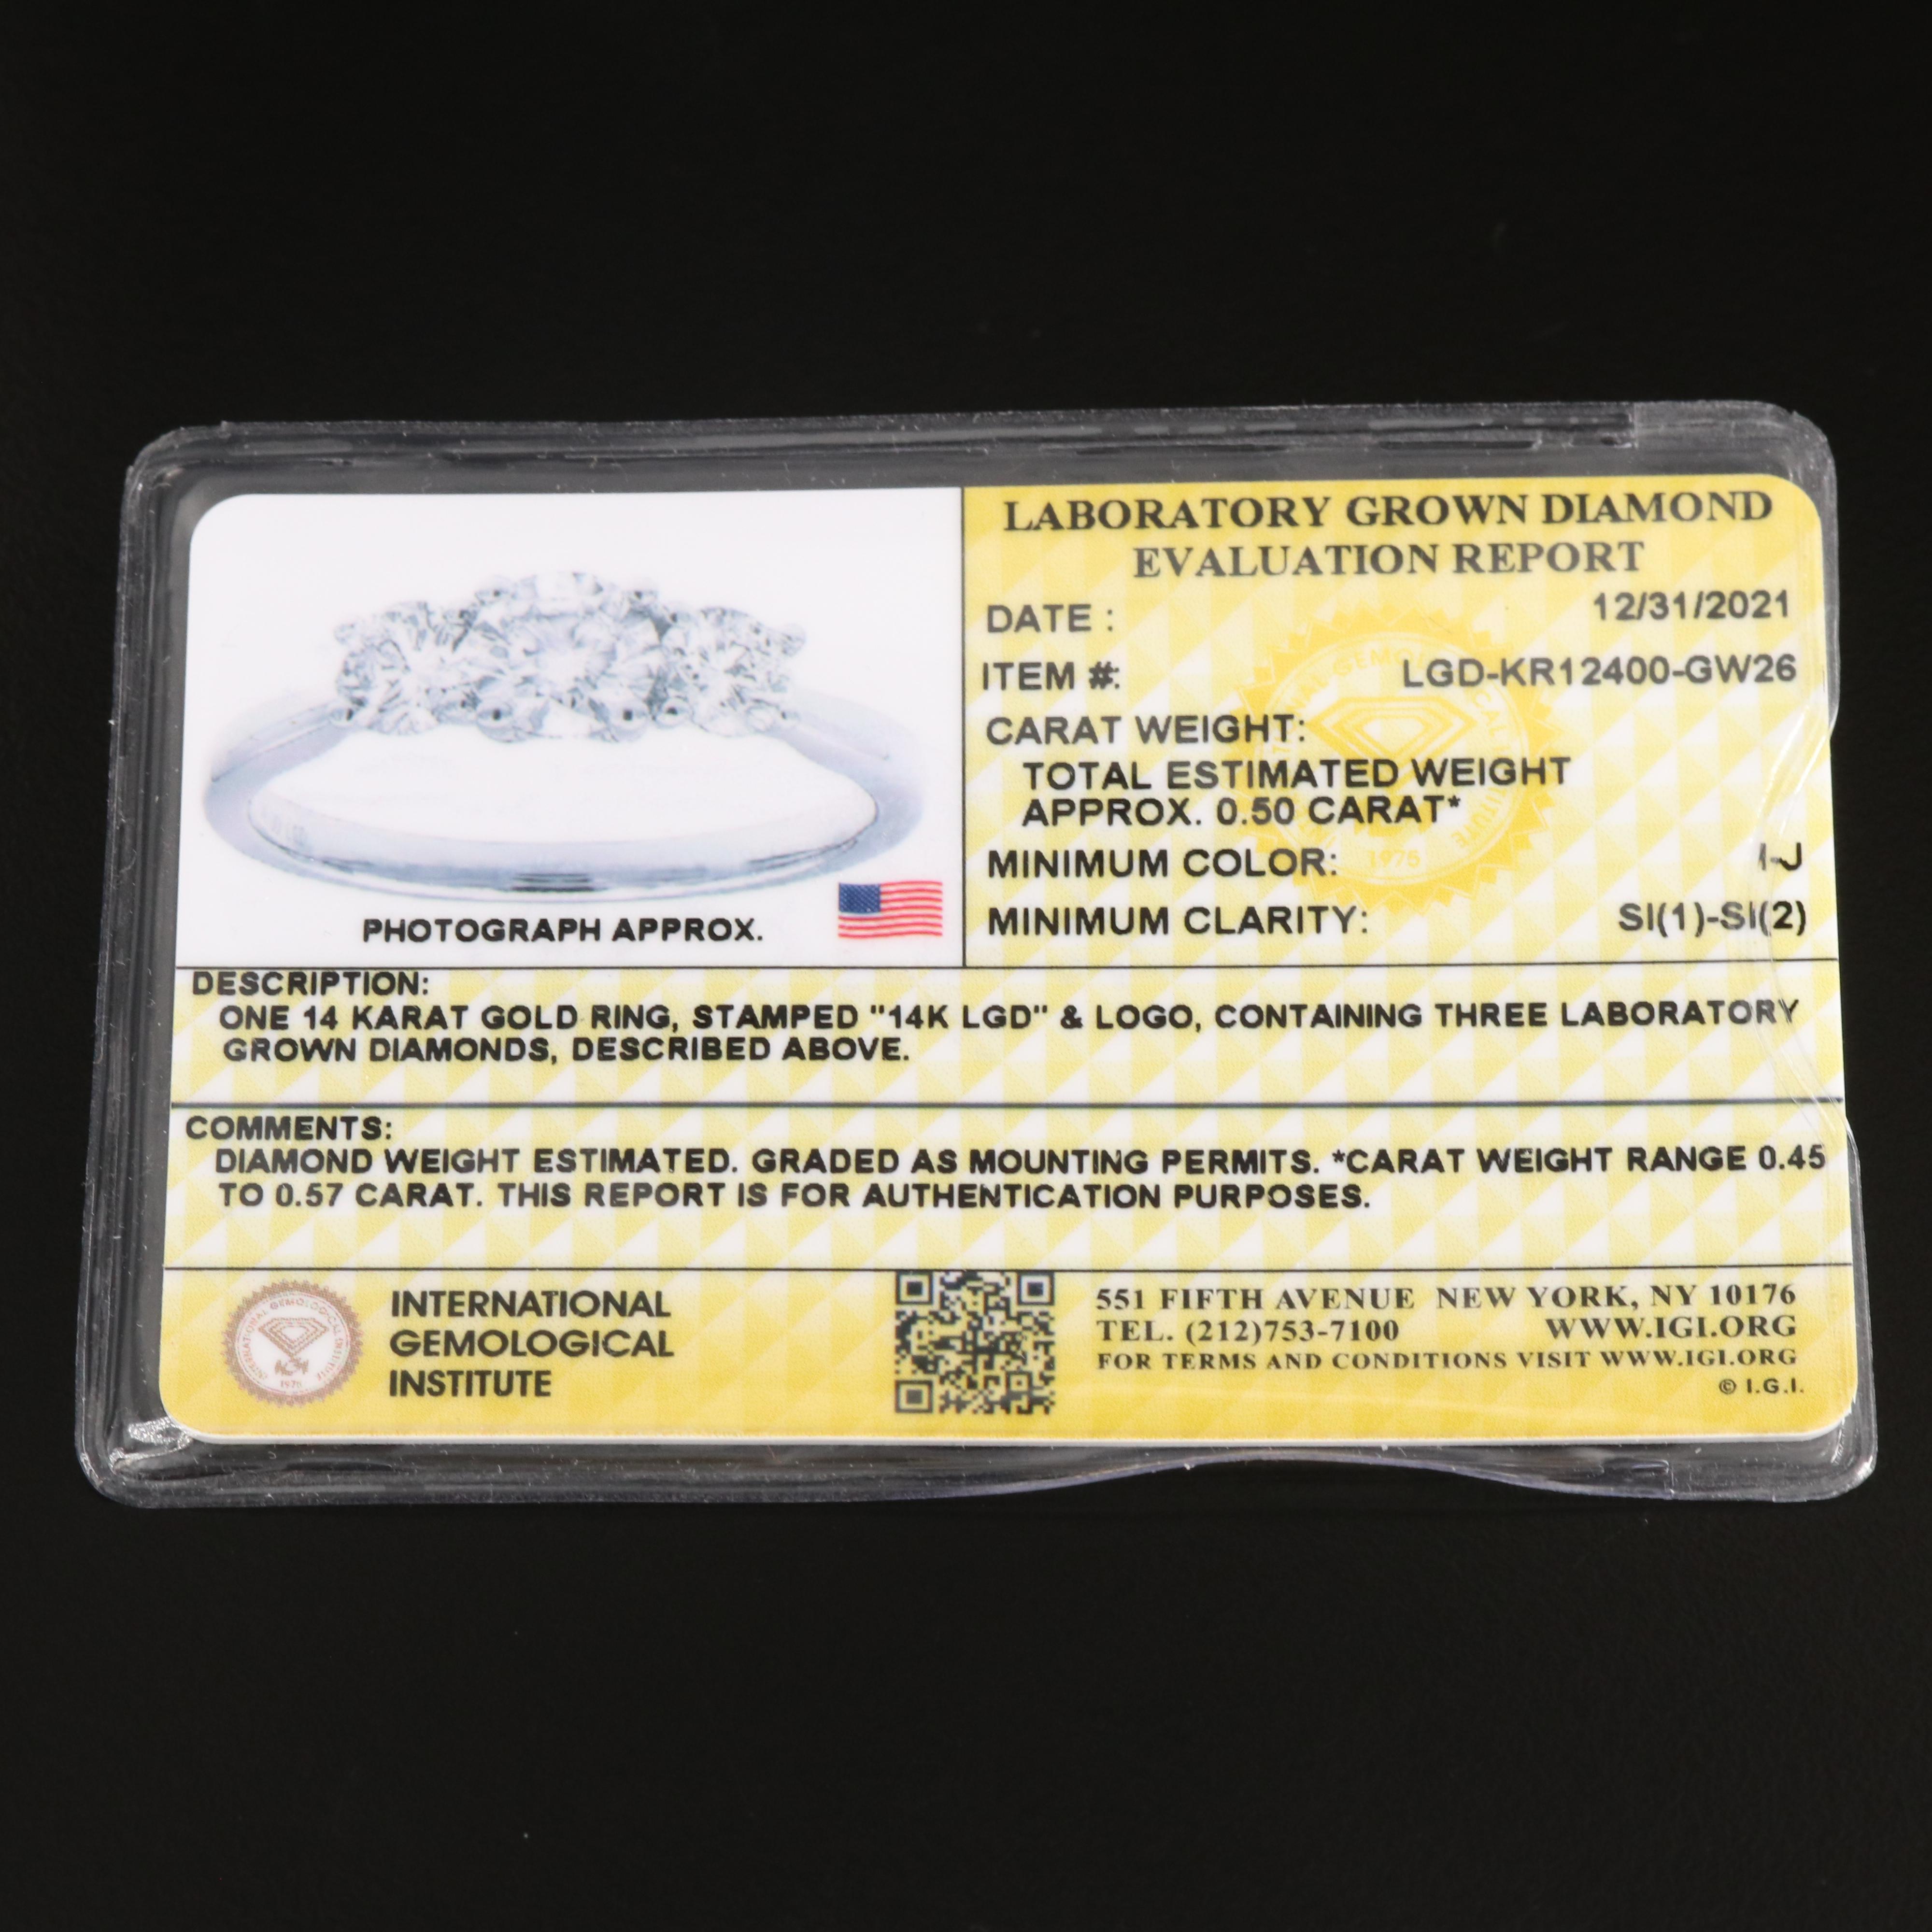 LABORATORY GROWN DIAMOND
EVALUATION REPORT
DATE : 12/31/2021
ITEM #: LGD-KR12400-GW26
CARAT WEIGHT:
TOTAL ESTIMATED WEIGHT
APPROX. 0.50 CARAT*
MINIMUM COLOR: I-J
MINIMUM CLARITY: SI(1)-SI(2)
PHOTOGRAPH APPROX.
DESCRIPTION:
ONE 14 KARAT GOLD RING, STAMPED "14K LGD" & LOGO, CONTAINING THREE LABORATORY
GROWN DIAMONDS, DESCRIBED ABOVE.
COMMENTS:
DIAMOND WEIGHT ESTIMATED. GRADED AS MOUNTING PERMITS. *CARAT WEIGHT RANGE 0.45
TO 0.57 CARAT. THIS REPORT IS FOR AUTHENTICATION PURPOSES.
INTERNATIONAL GEMOLOGICAL INSTITUTE
1975
INTERNATIONAL
GEMOLOGICAL
INSTITUTE
551 FIFTH AVENUE NEW YORK, NY 10176
TEL. (212)753-7100 WWW.IGI.ORG
FOR TERMS AND CONDITIONS VISIT WWW.IGI.ORG
© I.G.I.